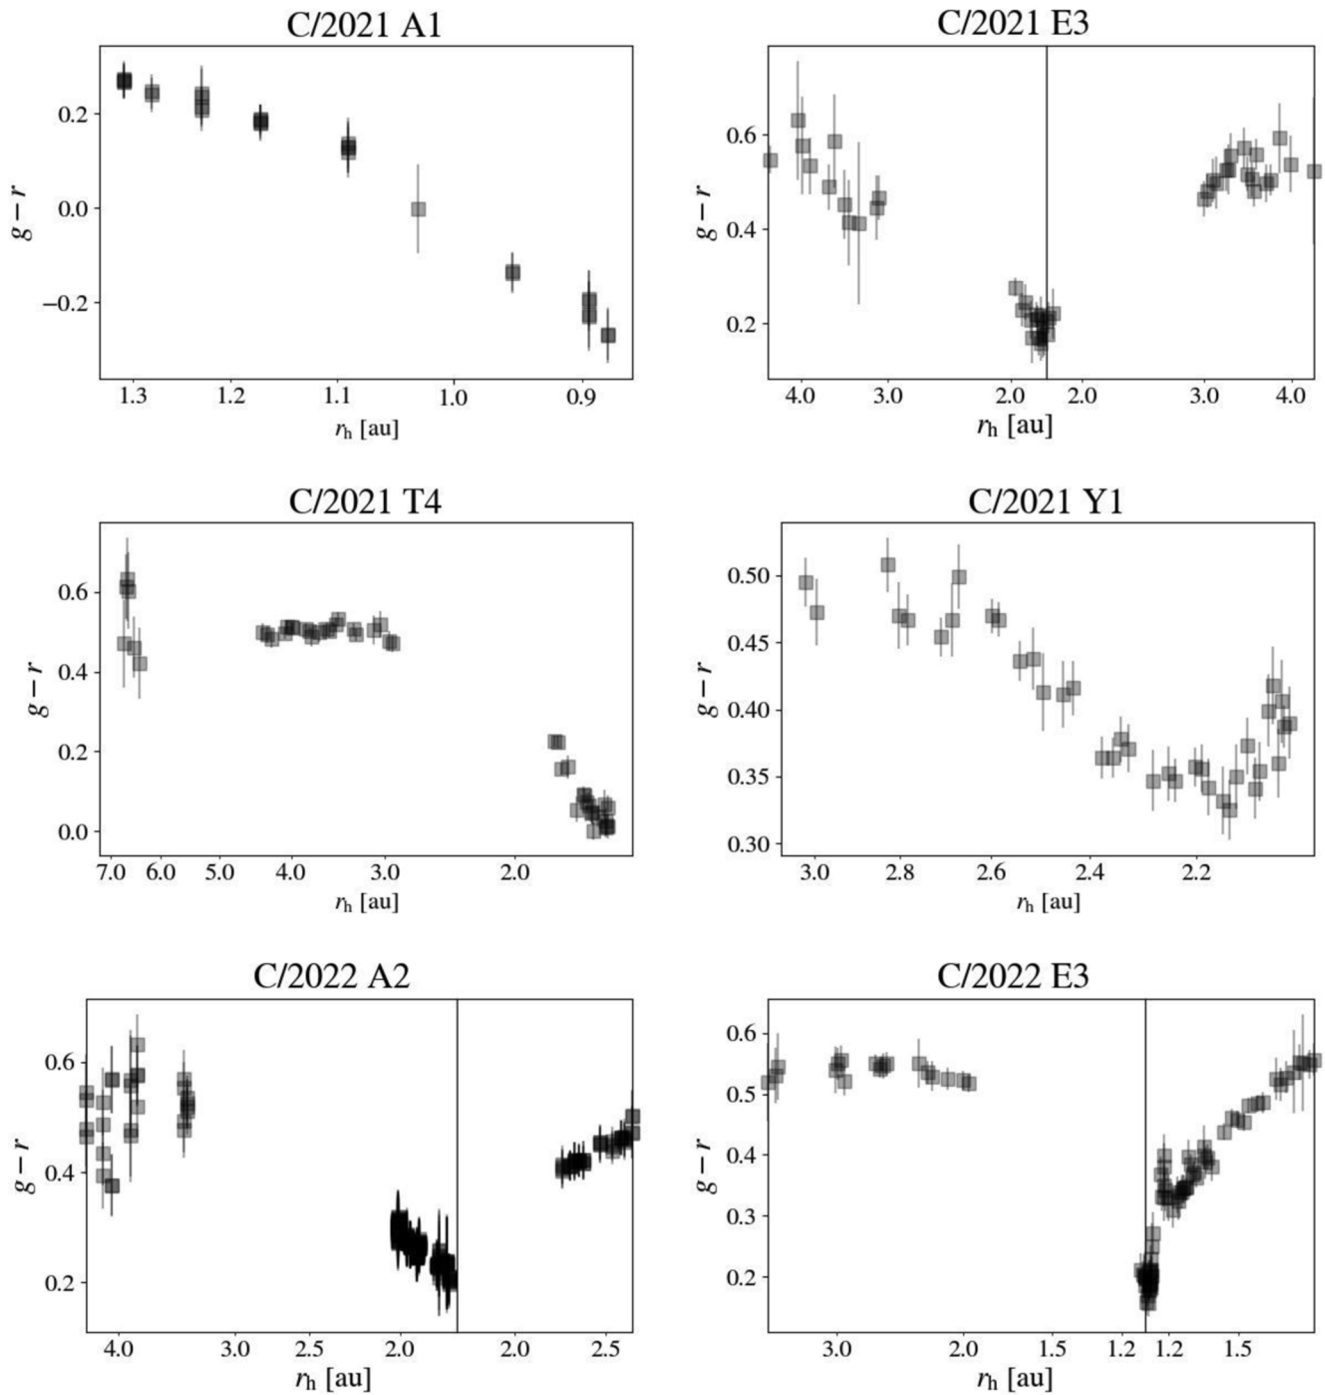 C/2021 A1
C/2021 E3
0.2
0.0
−0.2
g − r
1.3 1.2 1.1 1.0 0.9
r_h [au]
0.6
0.4
0.2
g − r
4.0 3.0 2.0 2.0 3.0 4.0
r_h [au]
C/2021 T4
C/2021 Y1
0.6
0.4
0.2
0.0
g − r
7.0 6.0 5.0 4.0 3.0 2.0
r_h [au]
0.50
0.45
0.40
0.35
0.30
g − r
3.0 2.8 2.6 2.4 2.2
r_h [au]
C/2022 A2
C/2022 E3
0.6
0.4
0.2
g − r
4.0 3.0 2.5 2.0 2.0 2.5
r_h [au]
0.6
0.5
0.4
0.3
0.2
g − r
3.0 2.0 1.5 1.2 1.2 1.5
r_h [au]